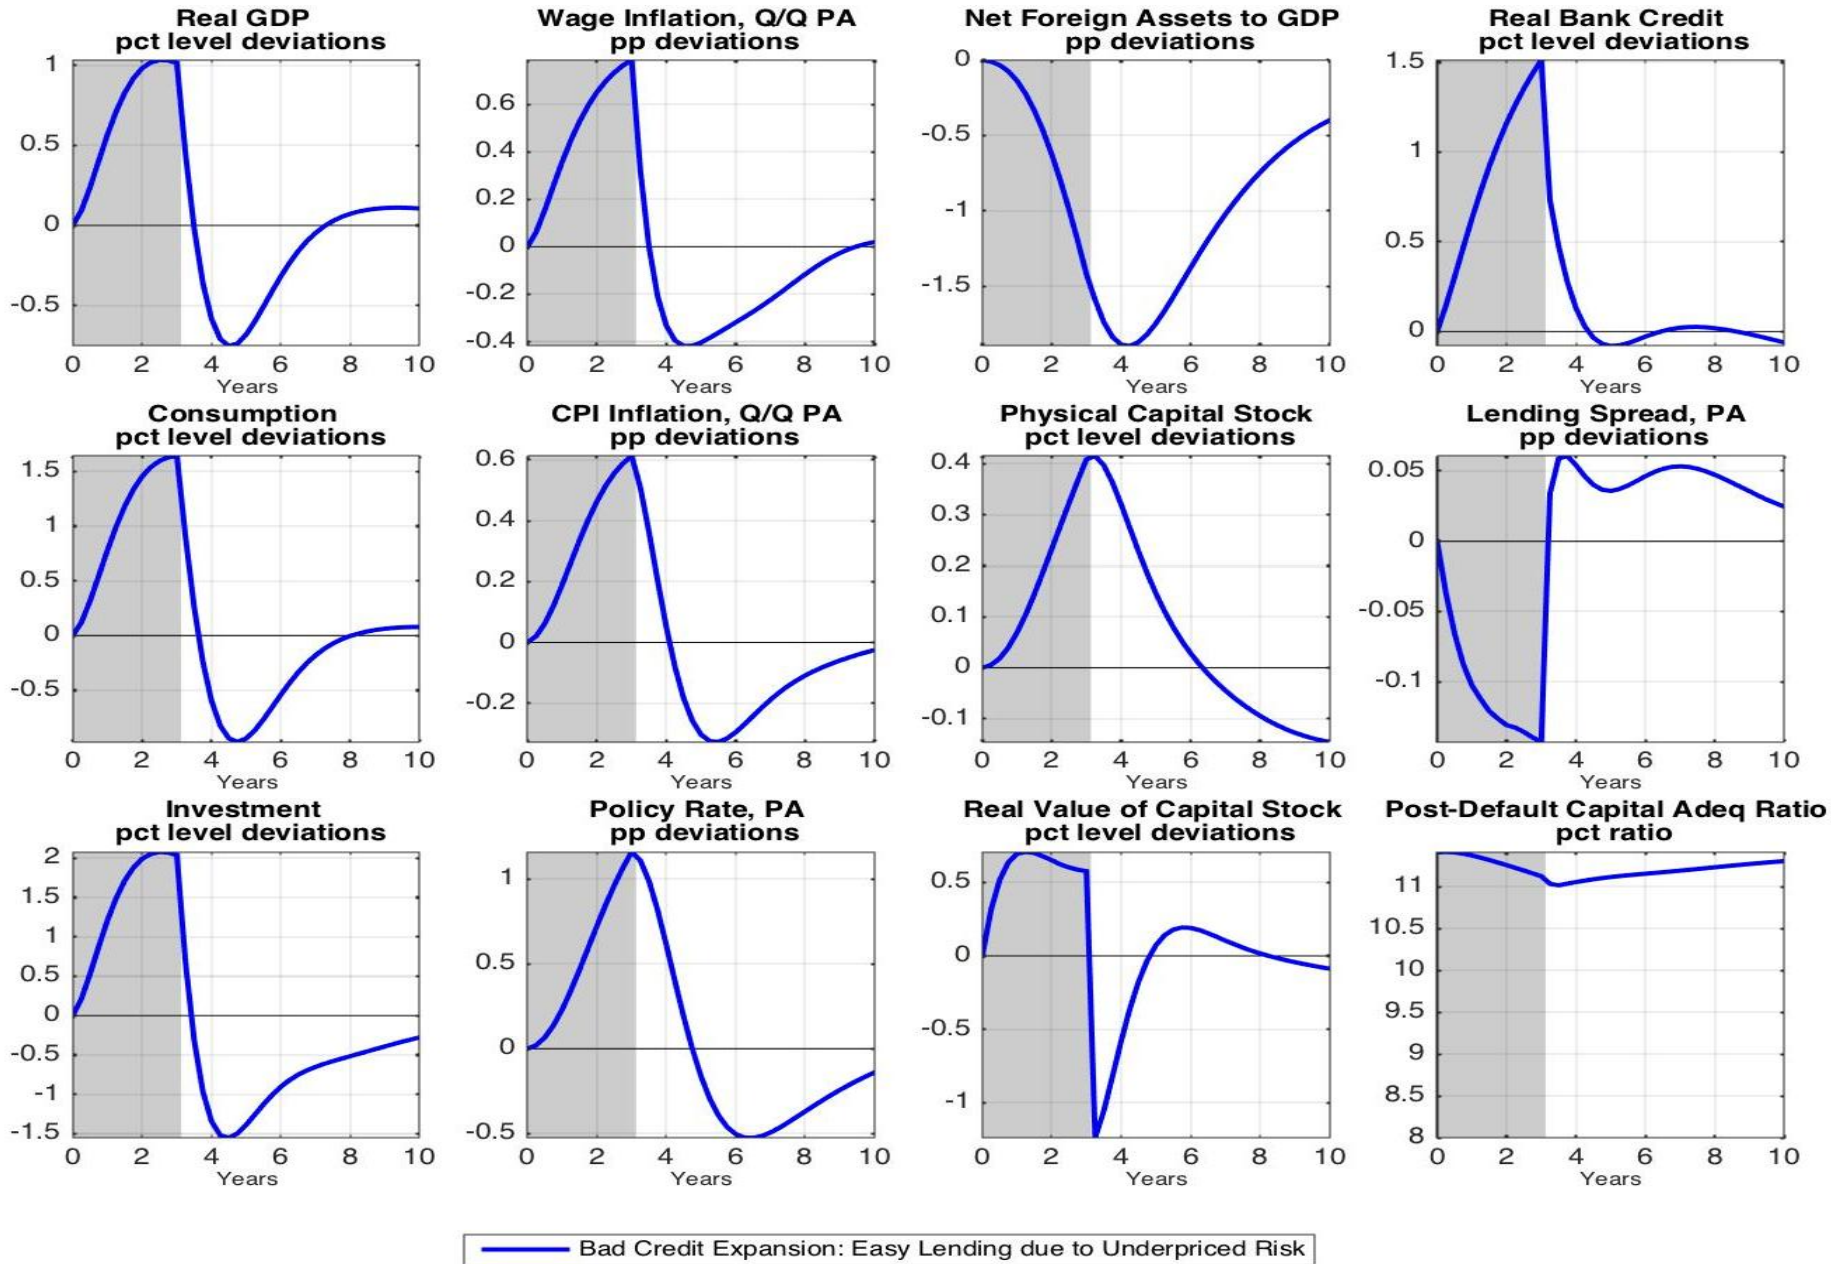 Real GDP
pct level deviations
1
0.5
0
-0.5
0 2 4 6 8 10
Years
Wage Inflation, Q/Q PA
pp deviations
0.6
0.4
0.2
0
-0.2
-0.4
0 2 4 6 8 10
Years
Net Foreign Assets to GDP
pp deviations
0
-0.5
-1
-1.5
0 2 4 6 8 10
Years
Real Bank Credit
pct level deviations
1.5
1
0.5
0
0 2 4 6 8 10
Years
Consumption
pct level deviations
1.5
1
0.5
0
-0.5
0 2 4 6 8 10
Years
CPI Inflation, Q/Q PA
pp deviations
0.6
0.4
0.2
0
-0.2
0 2 4 6 8 10
Years
Physical Capital Stock
pct level deviations
0.4
0.3
0.2
0.1
0
-0.1
0 2 4 6 8 10
Years
Lending Spread, PA
pp deviations
0.05
0
-0.05
-0.1
0 2 4 6 8 10
Years
Investment
pct level deviations
2
1.5
1
0.5
0
-0.5
-1
-1.5
0 2 4 6 8 10
Years
Policy Rate, PA
pp deviations
1
0.5
0
-0.5
0 2 4 6 8 10
Years
Real Value of Capital Stock
pct level deviations
0.5
0
-0.5
-1
0 2 4 6 8 10
Years
Post-Default Capital Adeq Ratio
pct ratio
11
10.5
10
9.5
9
8.5
8
0 2 4 6 8 10
Years
Bad Credit Expansion: Easy Lending due to Underpriced Risk